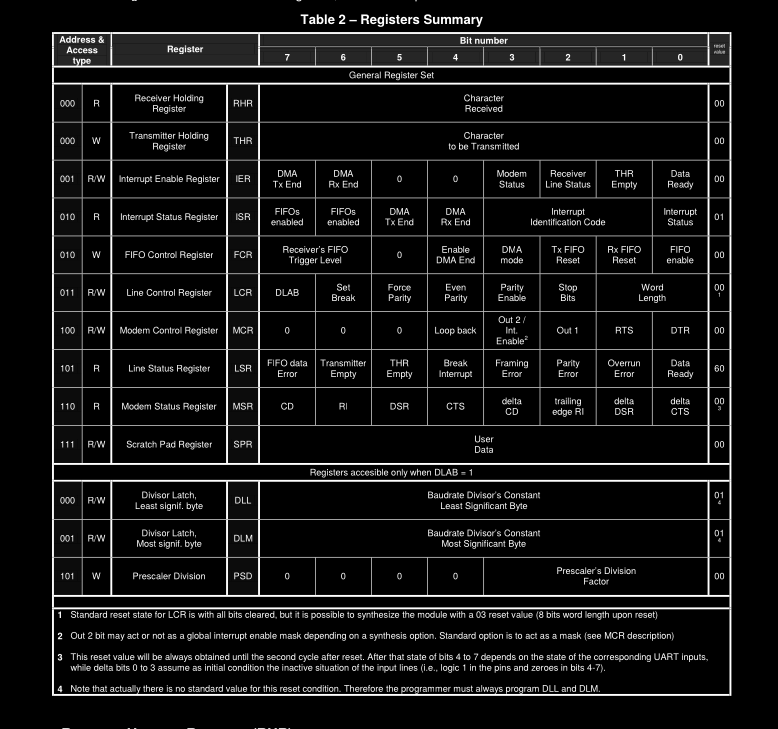 Table 2 – Registers Summary
Address & Access type Register Bit number reset value
7 6 5 4 3 2 1 0
General Register Set
000 R Receiver Holding Register RHR Character Received 00
000 W Transmitter Holding Register THR Character to be Transmitted 00
001 R/W Interrupt Enable Register IER DMA Tx End DMA Rx End 0 0 Modem Status Receiver Line Status THR Empty Data Ready 00
010 R Interrupt Status Register ISR FIFOs enabled FIFOs enabled DMA Tx End DMA Rx End Interrupt Identification Code Interrupt Status 01
010 W FIFO Control Register FCR Receiver's FIFO Trigger Level 0 Enable DMA End DMA mode Tx FIFO Reset Rx FIFO Reset FIFO enable 00
011 R/W Line Control Register LCR DLAB Set Break Force Parity Even Parity Parity Enable Stop Bits Word Length 00 1
100 R/W Modem Control Register MCR 0 0 0 Loop back Out 2 / Int. Enable2 Out 1 RTS DTR 00
101 R Line Status Register LSR FIFO data Error Transmitter Empty THR Empty Break Interrupt Framing Error Parity Error Overrun Error Data Ready 60
110 R Modem Status Register MSR CD RI DSR CTS delta CD trailing edge RI delta DSR delta CTS 00 3
111 R/W Scratch Pad Register SPR User Data 00
Registers accesible only when DLAB = 1
000 R/W Divisor Latch, Least signif. byte DLL Baudrate Divisor's Constant Least Significant Byte 01 4
001 R/W Divisor Latch, Most signif. byte DLM Baudrate Divisor's Constant Most Significant Byte 01 4
101 W Prescaler Division PSD 0 0 0 0 Prescaler's Division Factor 00
1 Standard reset state for LCR is with all bits cleared, but it is possible to synthesize the module with a 03 reset value (8 bits word length upon reset)
2 Out 2 bit may act or not as a global interrupt enable mask depending on a synthesis option. Standard option is to act as a mask (see MCR description)
3 This reset value will be always obtained until the second cycle after reset. After that state of bits 4 to 7 depends on the state of the corresponding UART inputs,
while delta bits 0 to 3 assume as initial condition the inactive situation of the input lines (i.e., logic 1 in the pins and zeroes in bits 4-7).
4 Note that actually there is no standard value for this reset condition. Therefore the programmer must always program DLL and DLM.